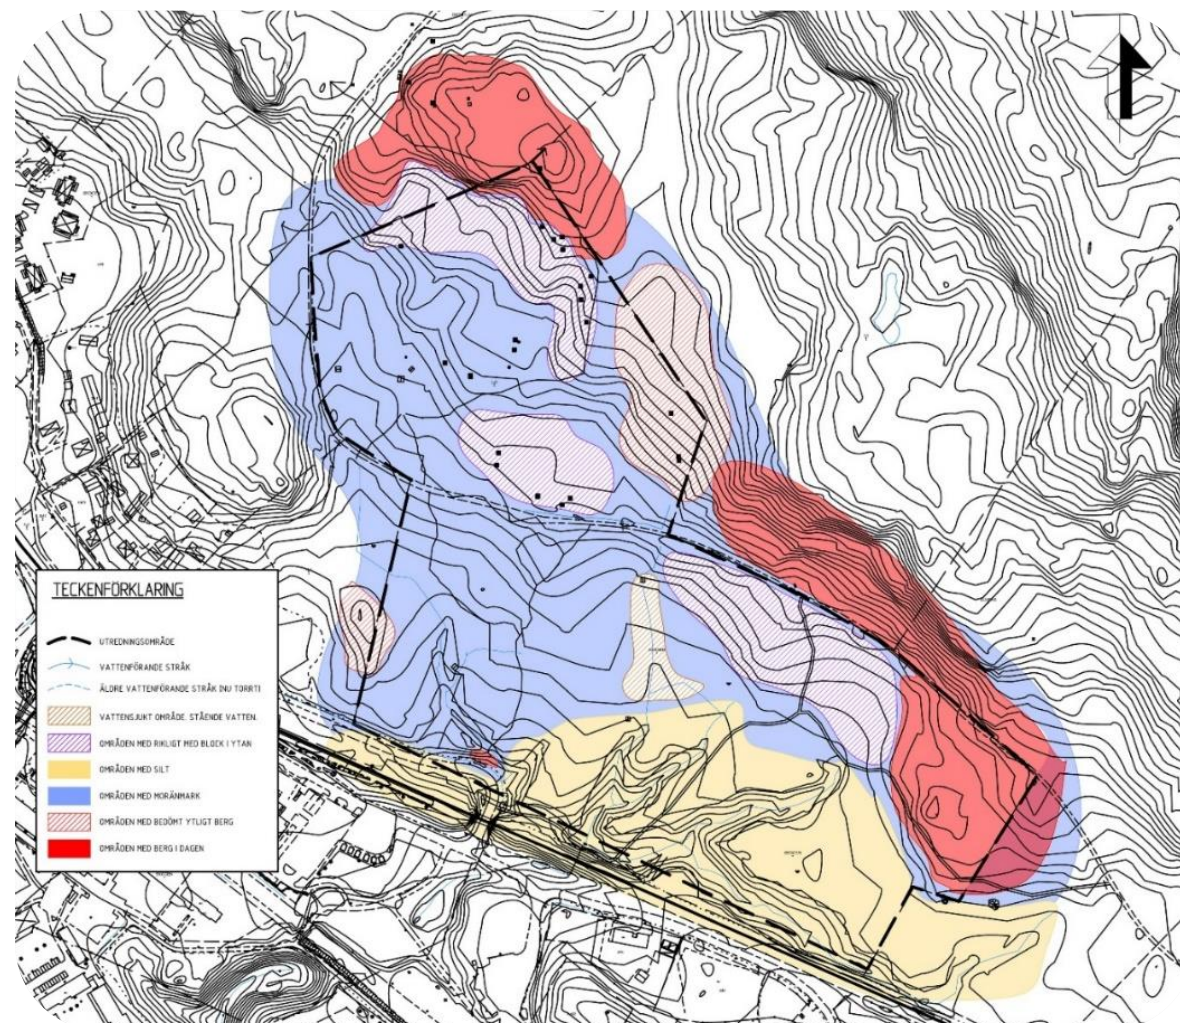 TECKENFÖRKLARING
UTREDNINGSOMRÅDE
VATTENFÖRANDE STRÅK
ÄLDRE VATTENFÖRANDE STRÅK (NU TORRT)
VATTENSJUKT OMRÅDE. STÅENDE VATTEN.
OMRÅDEN MED RIKLIGT MED BLOCK I YTAN
OMRÅDEN MED SILT
OMRÅDEN MED MORÄNMARK
OMRÅDEN MED BEDÖMT YTLIGT BERG
OMRÅDEN MED BERG I DAGEN